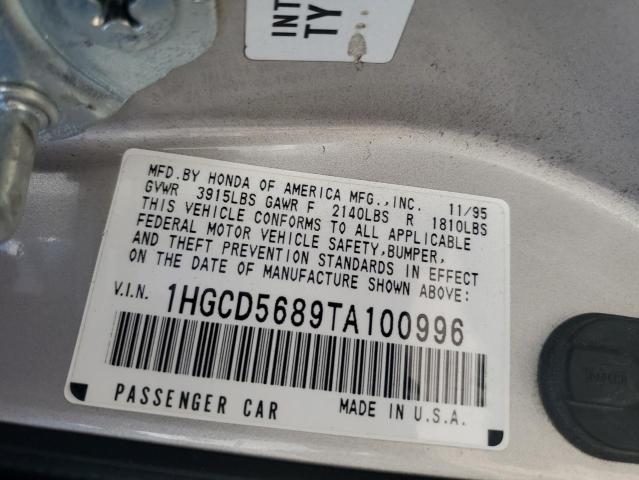 INT
TY
MFD.BY HONDA OF AMERICA MFG.,INC. 11/95
GVWR 3915LBS GAWR F 2140LBS R 1810LBS
THIS VEHICLE CONFORMS TO ALL APPLICABLE
FEDERAL MOTOR VEHICLE SAFETY,BUMPER,
AND THEFT PREVENTION STANDARDS IN EFFECT
ON THE DATE OF MANUFACTURE SHOWN ABOVE:
V.I.N. 1HGCD5689TA100996
PASSENGER CAR MADE IN U.S.A.